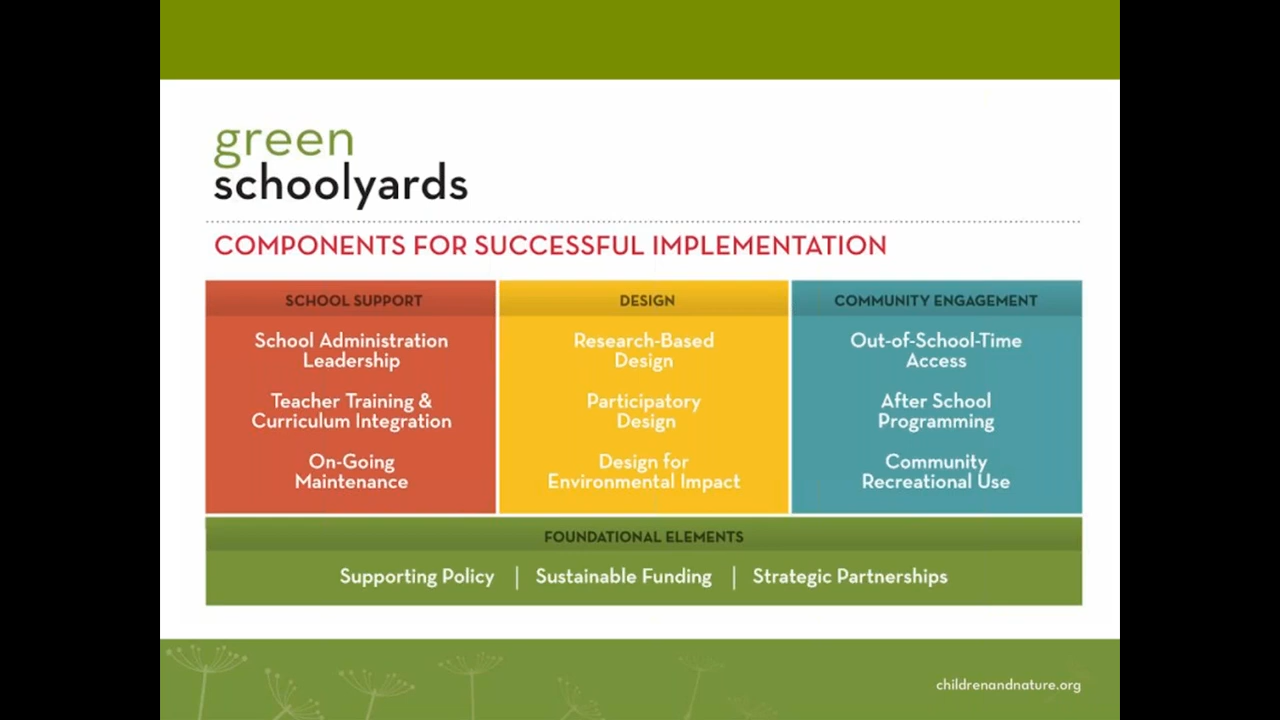 green
schoolyards
COMPONENTS FOR SUCCESSFUL IMPLEMENTATION
SCHOOL SUPPORT
School Administration
Leadership
Teacher Training &
Curriculum Integration
On-Going
Maintenance
DESIGN
Research-Based
Design
Participatory
Design
Design for
Environmental Impact
COMMUNITY ENGAGEMENT
Out-of-School-Time
Access
After School
Programming
Community
Recreational Use
FOUNDATIONAL ELEMENTS
Supporting Policy | Sustainable Funding | Strategic Partnerships
childrenandnature.org